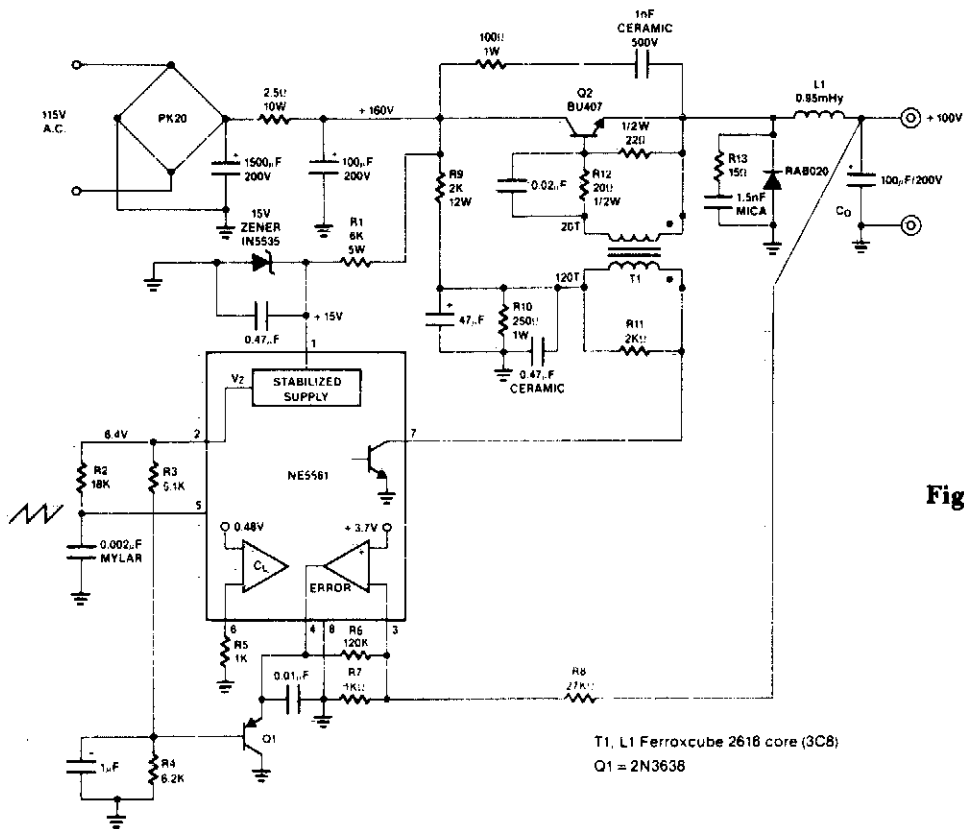 1nF
CERAMIC
500V
100Ω
1W
L1
0.95mHy
Q2
BU407
2.5Ω
10W
+160V
115V
A.C.
PK20
+100V
1/2W
22Ω
R13
15Ω
RAB020
R9
2K
12W
R12
20Ω
1/2W
0.02µF
+
1500µF
200V
+
100µF
200V
1.5nF
MICA
+
100µF/200V
C₀
15V
ZENER
IN5535
R1
6K
5W
20T
T1
120T
+15V
0.47µF
+
47µF
R10
250Ω
1W
R11
2KΩ
0.47µF
CERAMIC
1
V₂
STABILIZED
SUPPLY
6.4V
2
7
R2
18K
R3
5.1K
NE5561
Fig
5
0.48V
+3.7V
0.002µF
MYLAR
-
CL
+
-
ERROR
6
4
8
3
R5
1K
R6
120K
0.01µF
R7
1KΩ
R8
27KΩ
Q1
1µF
R4
6.2K
T1, L1 Ferroxcube 2616 core (3C8)
Q1 = 2N3638